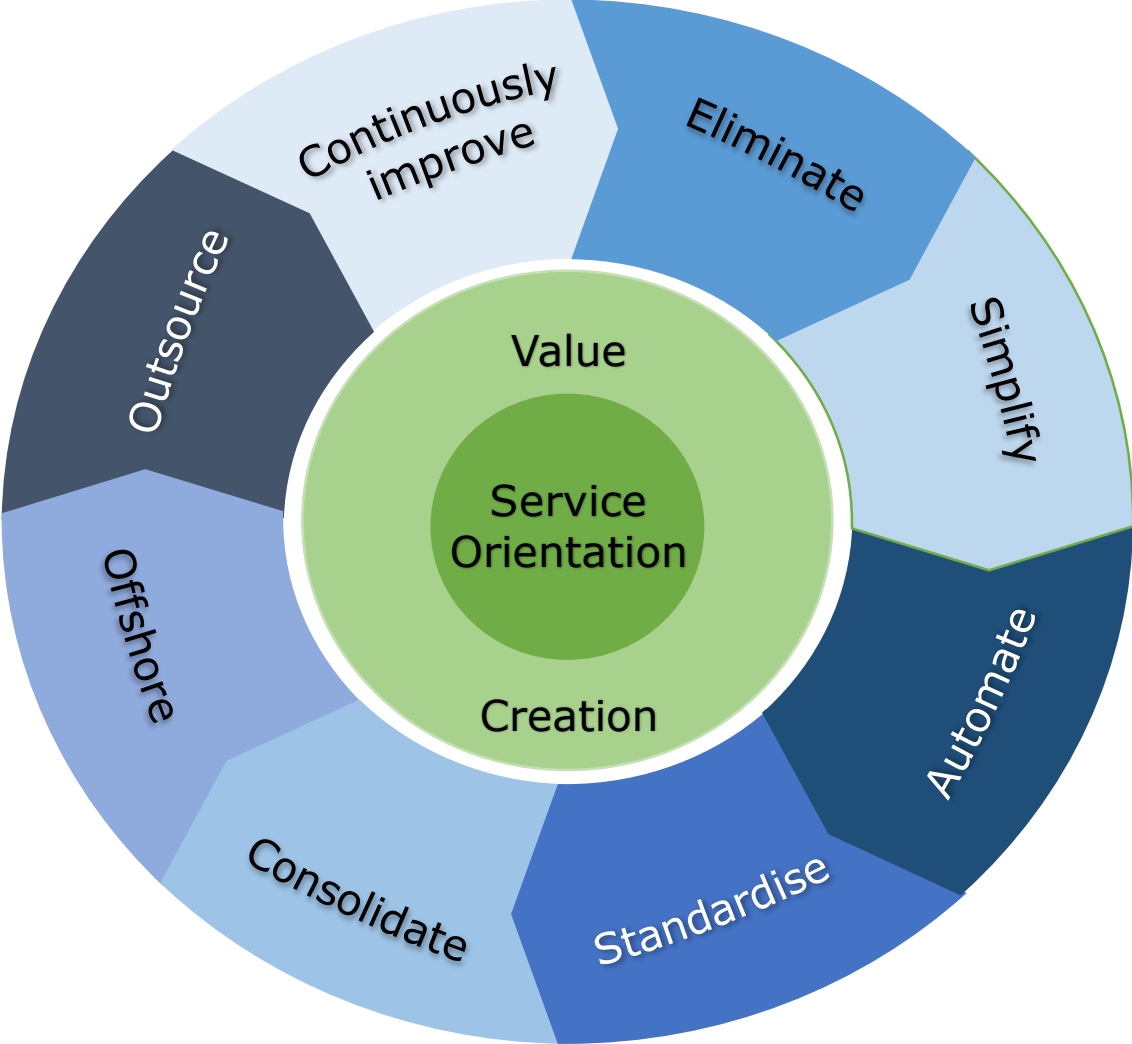 Continuously
improve
Eliminate
Simplify
Automate
Standardise
Consolidate
Offshore
Outsource
Value
Service
Orientation
Creation